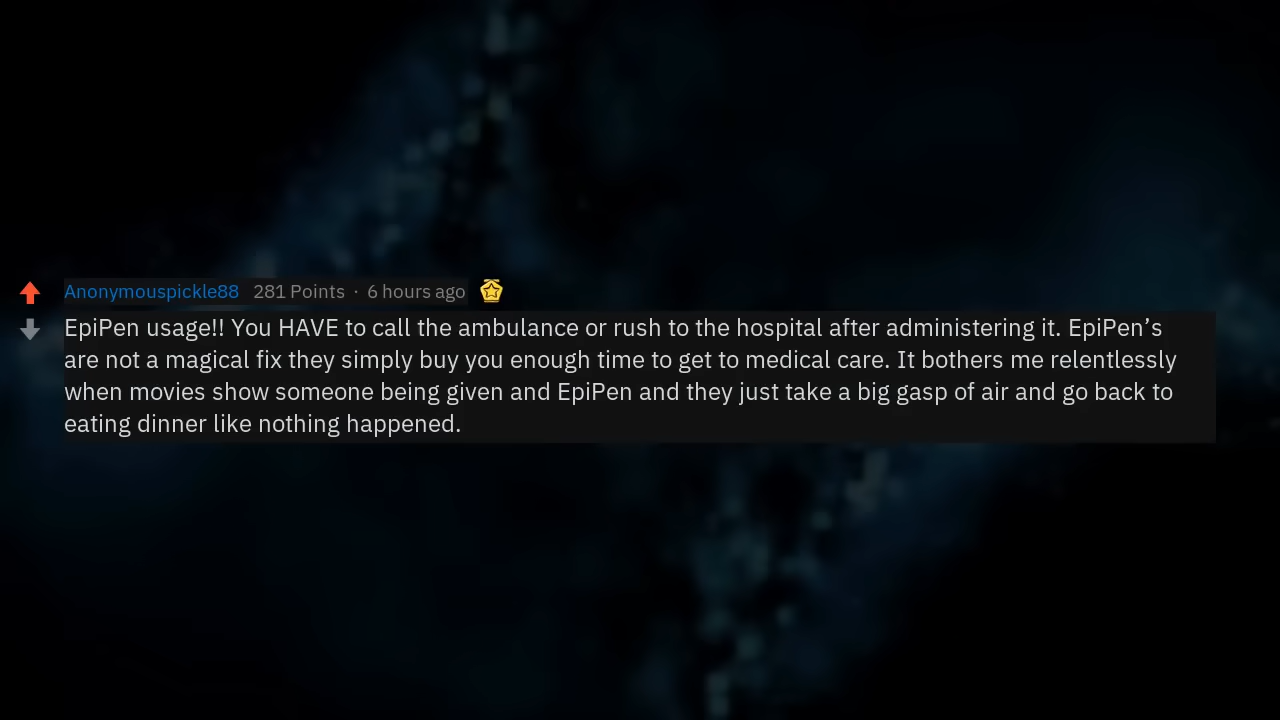 Anonymouspickle88 281 Points · 6 hours ago
EpiPen usage!! You HAVE to call the ambulance or rush to the hospital after administering it. EpiPen’s
are not a magical fix they simply buy you enough time to get to medical care. It bothers me relentlessly
when movies show someone being given and EpiPen and they just take a big gasp of air and go back to
eating dinner like nothing happened.